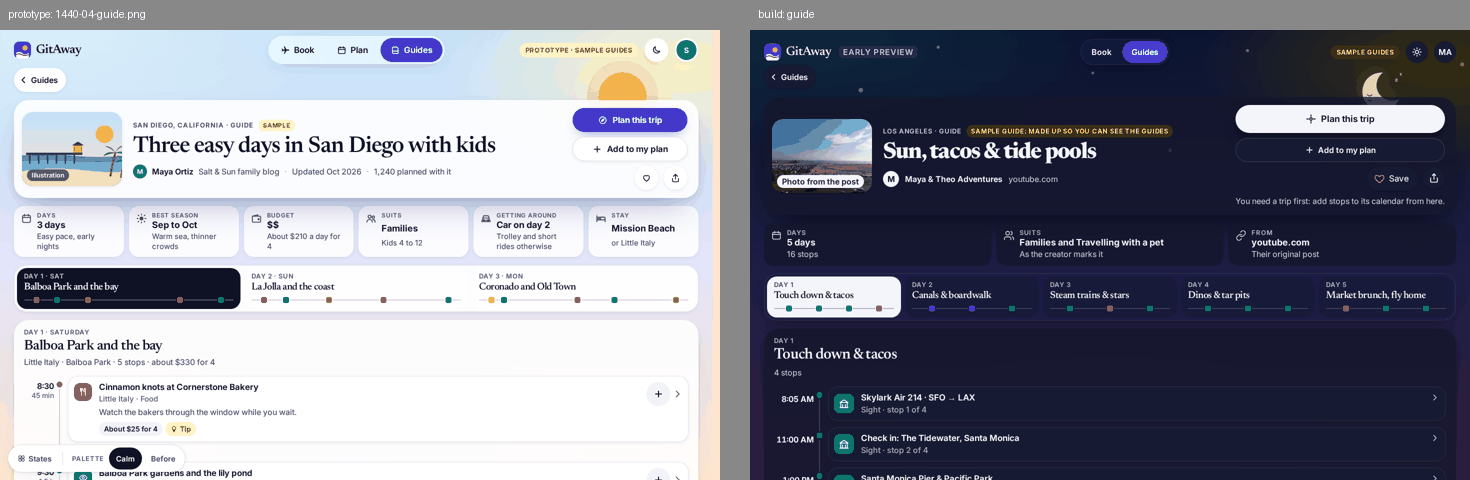 prototype: 1440-04-guide.png
GitAway
Book
Plan
Guides
PROTOTYPE · SAMPLE GUIDES
S
Guides
SAN DIEGO, CALIFORNIA · GUIDE SAMPLE
Three easy days in San Diego with kids
M Maya Ortiz Salt & Sun family blog · Updated Oct 2026 · 1,240 planned with it
Illustration
Plan this trip
Add to my plan
DAYS
3 days
Easy pace, early nights
BEST SEASON
Sep to Oct
Warm sea, thinner crowds
BUDGET
$$
About $210 a day for 4
SUITS
Families
Kids 4 to 12
GETTING AROUND
Car on day 2
Trolley and short rides otherwise
STAY
Mission Beach
or Little Italy
DAY 1 · SAT
Balboa Park and the bay
DAY 2 · SUN
La Jolla and the coast
DAY 3 · MON
Coronado and Old Town
DAY 1 · SATURDAY
Balboa Park and the bay
Little Italy · Balboa Park · 5 stops · about $330 for 4
8:30
45 min
Cinnamon knots at Cornerstone Bakery
Little Italy · Food
Watch the bakers through the window while you wait.
About $25 for 4
Tip
States
PALETTE
Calm
Before
9:30
Balboa Park gardens and the lily pond
build: guide
GitAway EARLY PREVIEW
Book
Guides
SAMPLE GUIDES
MA
Guides
LOS ANGELES · GUIDE SAMPLE GUIDE: MADE UP SO YOU CAN SEE THE GUIDES
Sun, tacos & tide pools
M Maya & Theo Adventures youtube.com
Photo from the post
Plan this trip
Add to my plan
Save
You need a trip first: add stops to its calendar from here.
DAYS
5 days
16 stops
SUITS
Families and Travelling with a pet
As the creator marks it
FROM
youtube.com
Their original post
DAY 1
Touch down & tacos
DAY 2
Canals & boardwalk
DAY 3
Steam trains & stars
DAY 4
Dinos & tar pits
DAY 5
Market brunch, fly home
DAY 1
Touch down & tacos
4 stops
8:05 AM
Skylark Air 214 · SFO → LAX
Sight · stop 1 of 4
11:00 AM
Check in: The Tidewater, Santa Monica
Sight · stop 2 of 4
1:00 PM
Santa Monica Pier & Pacific Park